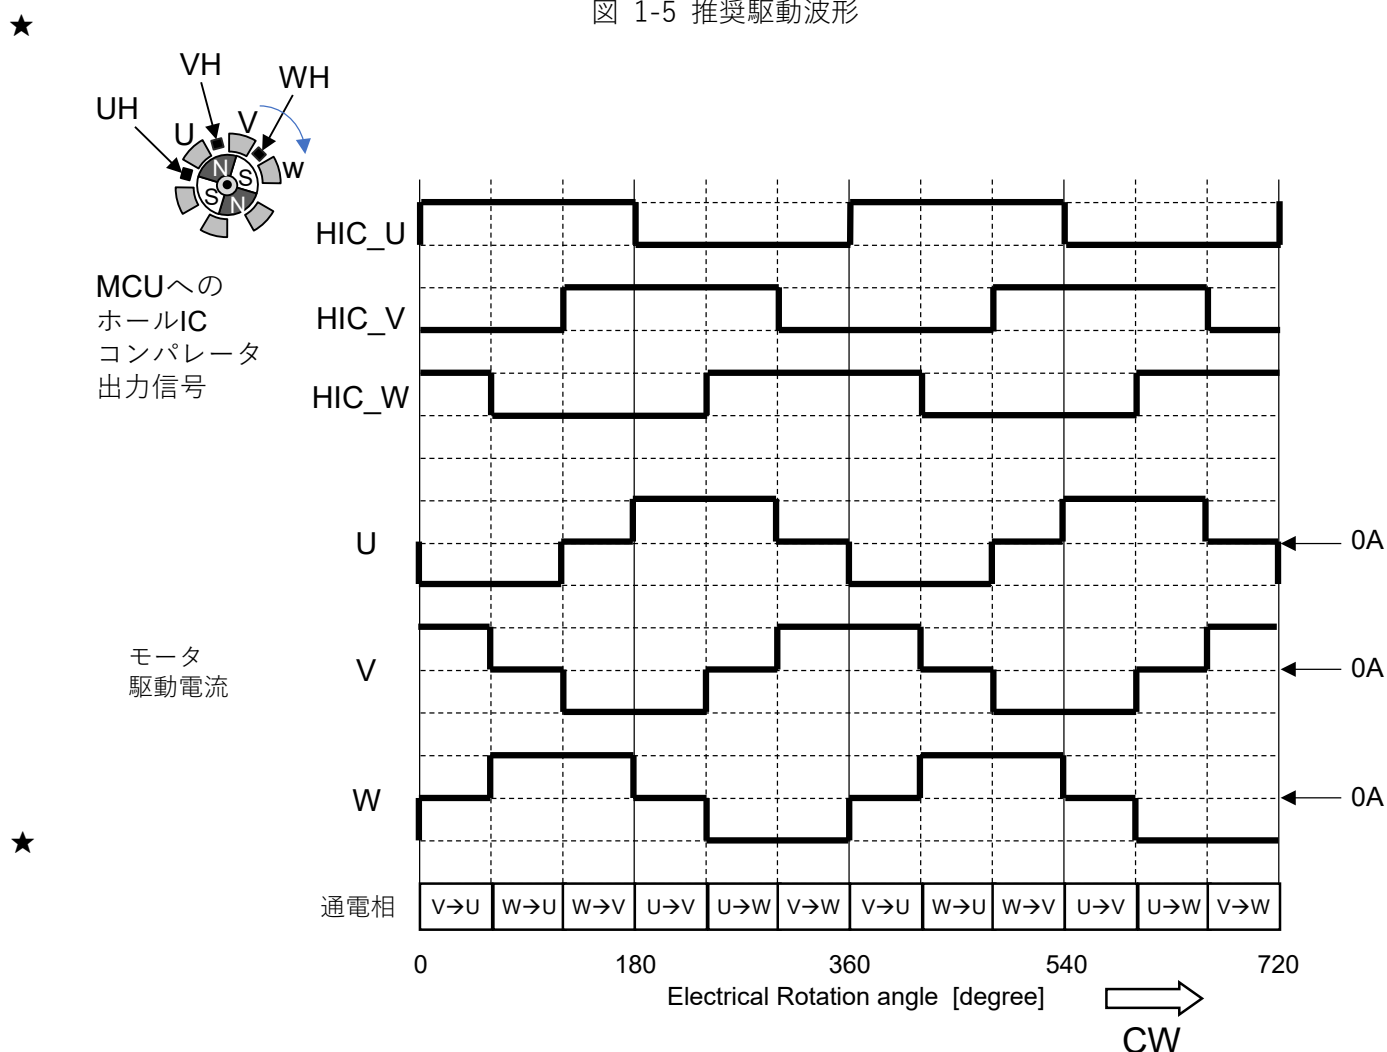 図 1-5 推奨駆動波形
★
VH
WH
UH
U
V
W
N
S
S
N
HIC_U
MCUへの
ホールIC
コンパレータ
出力信号
HIC_V
HIC_W
U
0A
モータ
駆動電流
V
0A
W
0A
★
通電相
V→U W→U W→V U→V U→W V→W V→U W→U W→V U→V U→W V→W
0 180 360 540 720
Electrical Rotation angle [degree]
CW